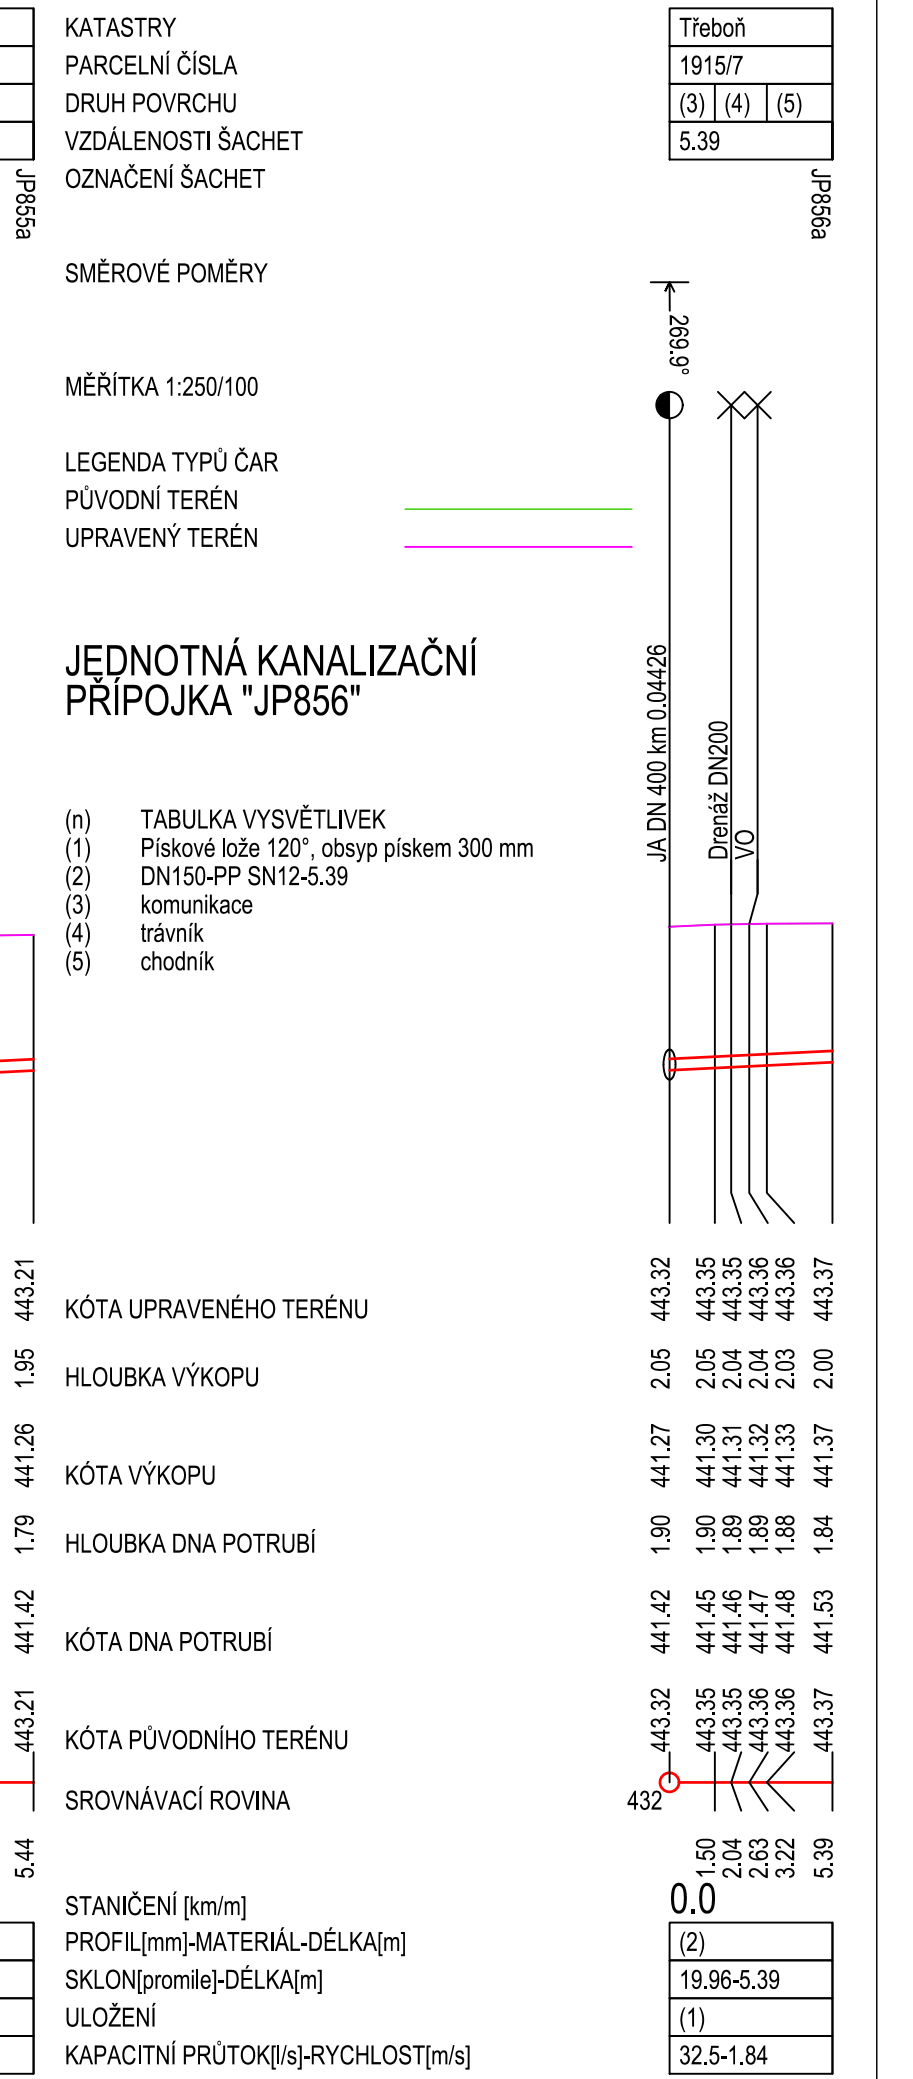 KATASTRY Třeboň
PARCELNÍ ČÍSLA 1915/7
DRUH POVRCHU (3) (4) (5)
VZDÁLENOSTI ŠACHET 5.39
OZNAČENÍ ŠACHET
JP855a
JP856a
SMĚROVÉ POMĚRY
269.9°
MĚŘÍTKA 1:250/100
LEGENDA TYPŮ ČAR
PŮVODNÍ TERÉN
UPRAVENÝ TERÉN
JEDNOTNÁ KANALIZAČNÍ
PŘÍPOJKA "JP856"
JA DN 400 km 0.04426
Drenáž DN200
VO
(n) TABULKA VYSVĚTLIVEK
(1) Pískové lože 120°, obsyp pískem 300 mm
(2) DN150-PP SN12-5.39
(3) komunikace
(4) trávník
(5) chodník
443.21 KÓTA UPRAVENÉHO TERÉNU 443.32 443.35 443.35 443.36 443.36 443.37
1.95 HLOUBKA VÝKOPU 2.05 2.05 2.04 2.04 2.03 2.00
441.26 KÓTA VÝKOPU 441.27 441.30 441.31 441.32 441.33 441.37
1.79 HLOUBKA DNA POTRUBÍ 1.90 1.90 1.89 1.89 1.88 1.84
441.42 KÓTA DNA POTRUBÍ 441.42 441.45 441.46 441.47 441.48 441.53
443.21 KÓTA PŮVODNÍHO TERÉNU 443.32 443.35 443.35 443.36 443.36 443.37
SROVNÁVACÍ ROVINA 432
5.44 1.50 2.04 2.63 3.22 5.39
STANIČENÍ [km/m] 0.0
PROFIL[mm]-MATERIÁL-DÉLKA[m] (2)
SKLON[promile]-DÉLKA[m] 19.96-5.39
ULOŽENÍ (1)
KAPACITNÍ PRŮTOK[l/s]-RYCHLOST[m/s] 32.5-1.84